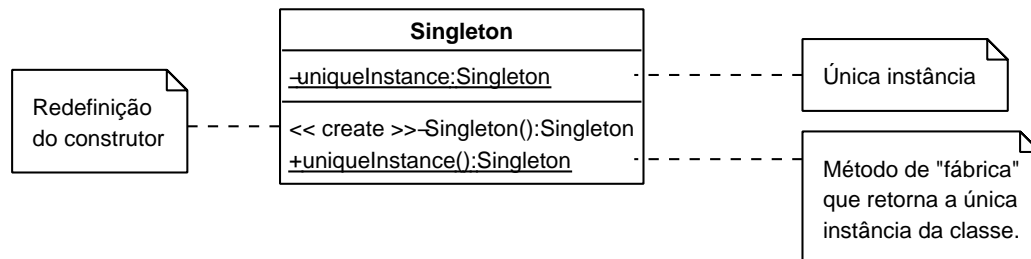 Singleton
-uniqueInstance:Singleton
Única instância
Redefinição
do construtor
<< create >>-Singleton():Singleton
+uniqueInstance():Singleton
Método de "fábrica"
que retorna a única
instância da classe.